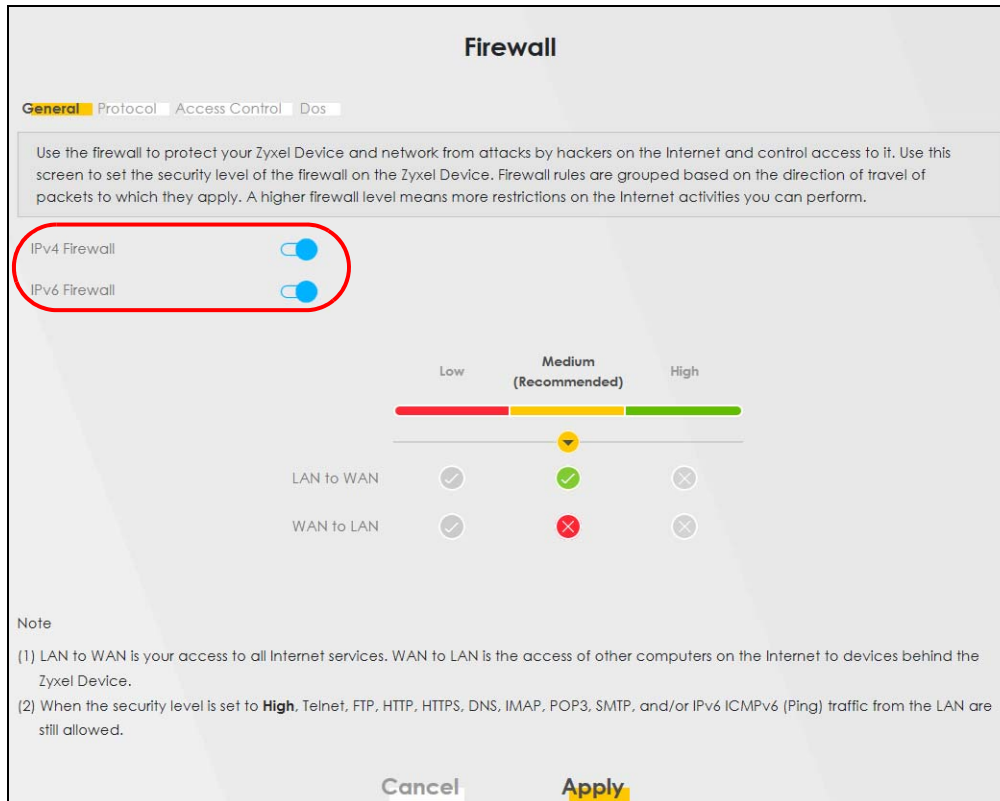 Firewall
General Protocol Access Control Dos
Use the firewall to protect your Zyxel Device and network from attacks by hackers on the Internet and control access to it. Use this
screen to set the security level of the firewall on the Zyxel Device. Firewall rules are grouped based on the direction of travel of
packets to which they apply. A higher firewall level means more restrictions on the Internet activities you can perform.
IPv4 Firewall
IPv6 Firewall
Low Medium High
(Recommended)
LAN to WAN
WAN to LAN
Note
(1) LAN to WAN is your access to all Internet services. WAN to LAN is the access of other computers on the Internet to devices behind the
Zyxel Device.
(2) When the security level is set to High, Telnet, FTP, HTTP, HTTPS, DNS, IMAP, POP3, SMTP, and/or IPv6 ICMPv6 (Ping) traffic from the LAN are
still allowed.
Cancel Apply